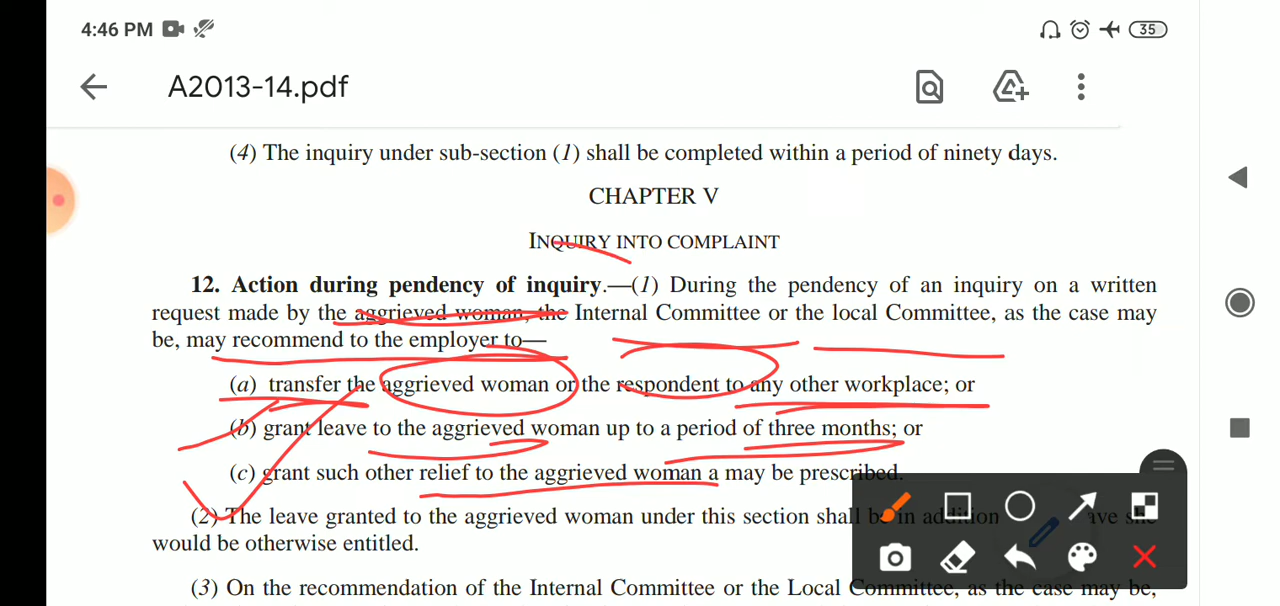 4:46 PM
35
A2013-14.pdf
(4) The inquiry under sub-section (1) shall be completed within a period of ninety days.
CHAPTER V
INQUIRY INTO COMPLAINT
12. Action during pendency of inquiry.—(1) During the pendency of an inquiry on a written
request made by the aggrieved woman, the Internal Committee or the local Committee, as the case may
be, may recommend to the employer to—
(a) transfer the aggrieved woman or the respondent to any other workplace; or
(b) grant leave to the aggrieved woman up to a period of three months; or
(c) grant such other relief to the aggrieved woman a may be prescribed.
(2) The leave granted to the aggrieved woman under this section shall be in addition ave she
would be otherwise entitled.
(3) On the recommendation of the Internal Committee or the Local Committee, as the case may be,